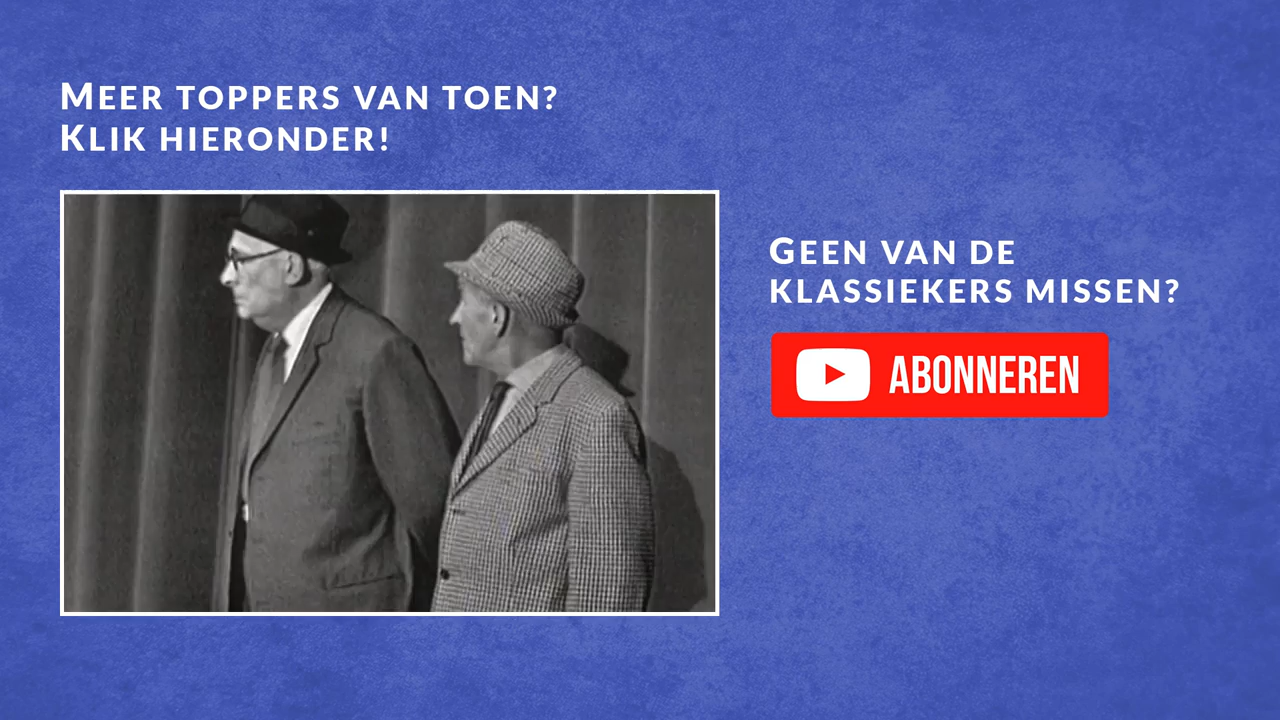 Meer toppers van toen?
Klik hieronder!
Geen van de
klassiekers missen?
ABONNEREN